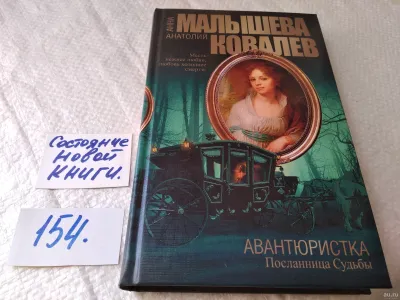 АННА
МАЛЫШЕВА
АНАТОЛИЙ
КОВАЛЕВ
АВАНТЮРИСТКА
Посланница Судьбы
Состояние
новой
книги.
154.